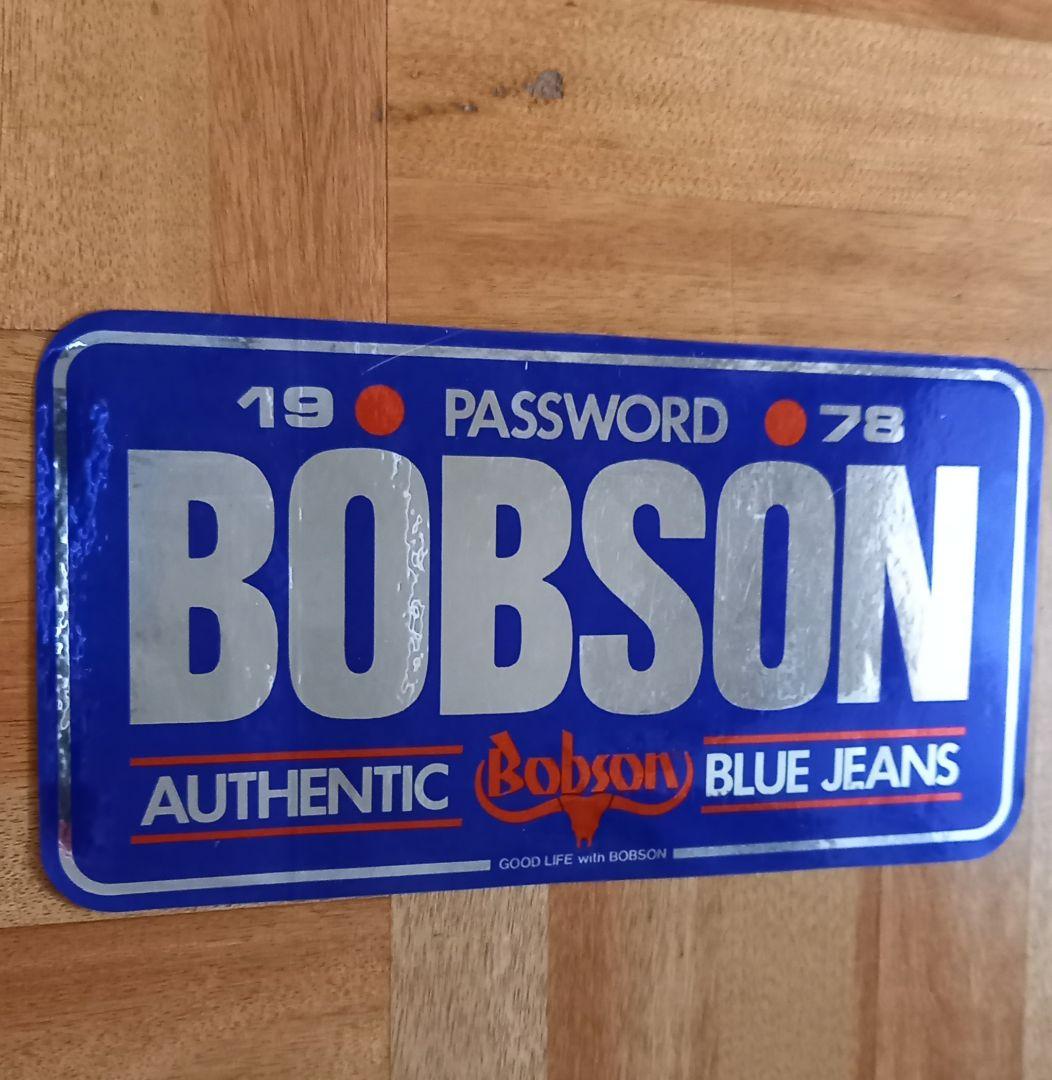 19 PASSWORD 78
BOBSON
AUTHENTIC Bobson BLUE JEANS
GOOD LIFE with BOBSON